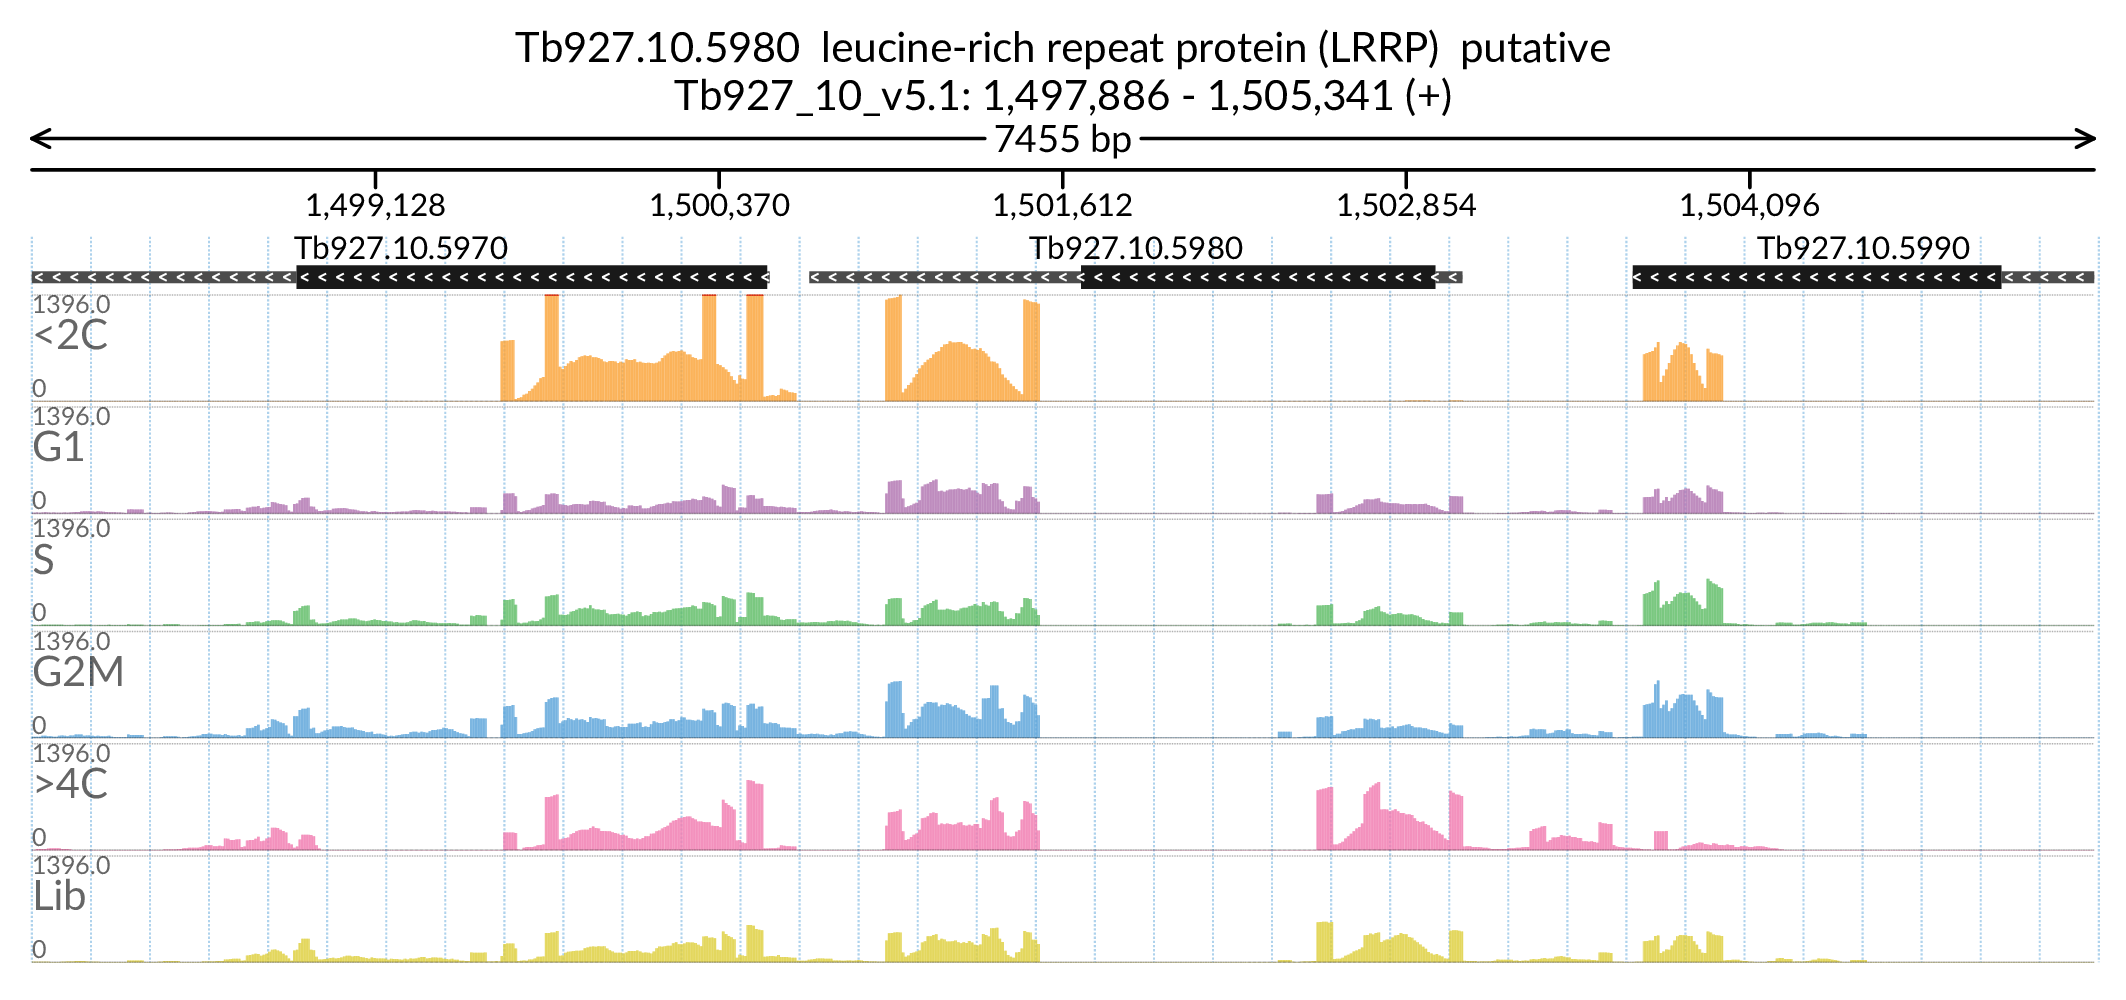 Tb927.10.5980 leucine-rich repeat protein (LRRP) putative
Tb927_10_v5.1: 1,497,886 - 1,505,341 (+)
7455 bp
1,499,128 1,500,370 1,501,612 1,502,854 1,504,096
Tb927.10.5970 Tb927.10.5980 Tb927.10.5990
1396.0
<2C
0
1396.0
G1
0
1396.0
S
0
1396.0
G2M
0
1396.0
>4C
0
1396.0
Lib
0